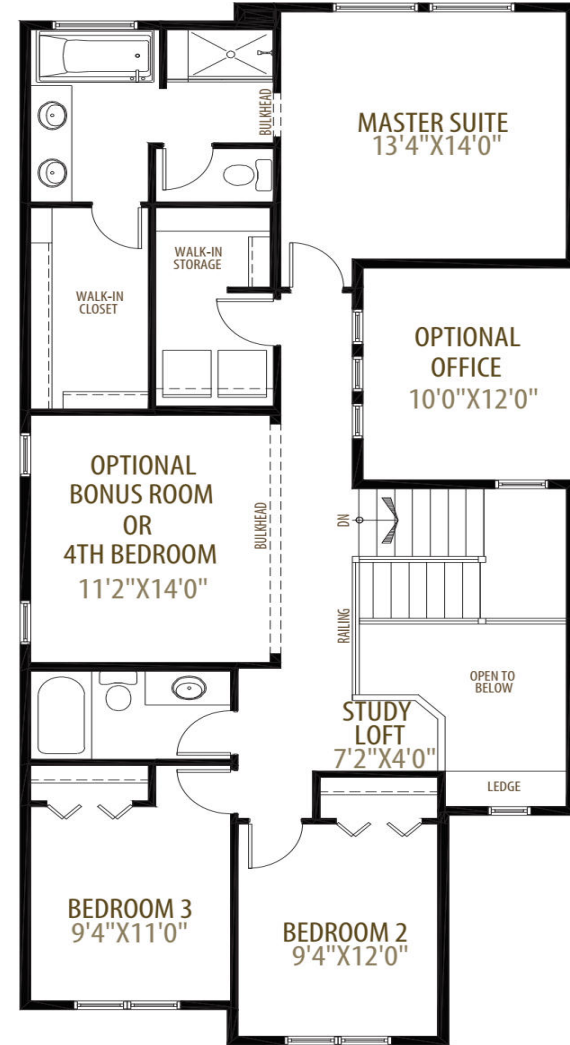 MASTER SUITE
13'4"X14'0"
BULKHEAD
WALK-IN
STORAGE
WALK-IN
CLOSET
OPTIONAL
OFFICE
10'0"X12'0"
OPTIONAL
BONUS ROOM
OR
4TH BEDROOM
11'2"X14'0"
BULKHEAD
DN
RAILING
OPEN TO
BELOW
STUDY
LOFT
7'2"X4'0"
LEDGE
BEDROOM 3
9'4"X11'0"
BEDROOM 2
9'4"X12'0"